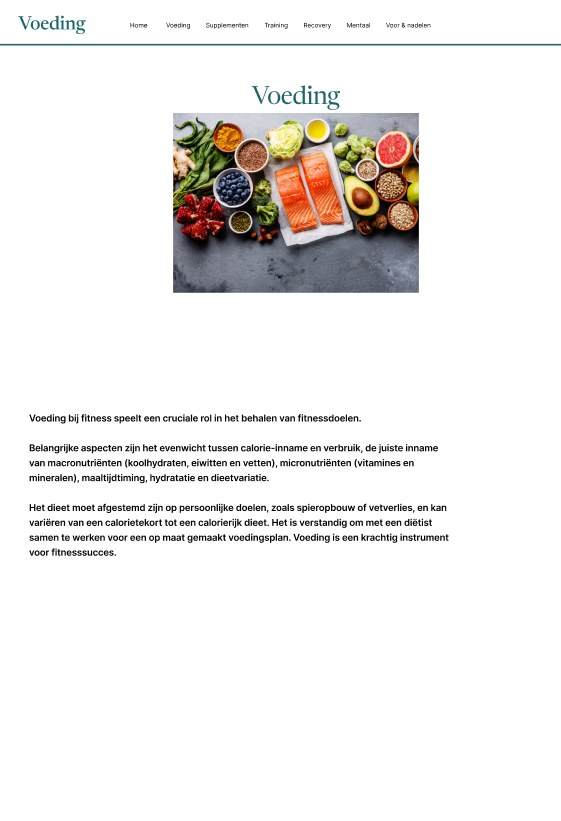 Voeding
Home Voeding Supplementen Training Recovery Mentaal Voor & nadelen
Voeding
Voeding bij fitness speelt een cruciale rol in het behalen van fitnessdoelen.
Belangrijke aspecten zijn het evenwicht tussen calorie-inname en verbruik, de juiste inname
van macronutriënten (koolhydraten, eiwitten en vetten), micronutriënten (vitamines en
mineralen), maaltijdtiming, hydratatie en dieetvariatie.
Het dieet moet afgestemd zijn op persoonlijke doelen, zoals spieropbouw of vetverlies, en kan
variëren van een calorietekort tot een calorierijk dieet. Het is verstandig om met een diëtist
samen te werken voor een op maat gemaakt voedingsplan. Voeding is een krachtig instrument
voor fitnesssucces.